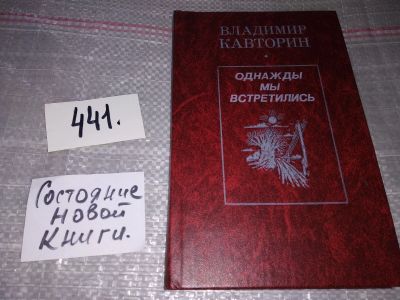 ВЛАДИМИР
КАВТОРИН
ОДНАЖДЫ
МЫ
ВСТРЕТИЛИСЬ
441.
Состояние
новой
книги.